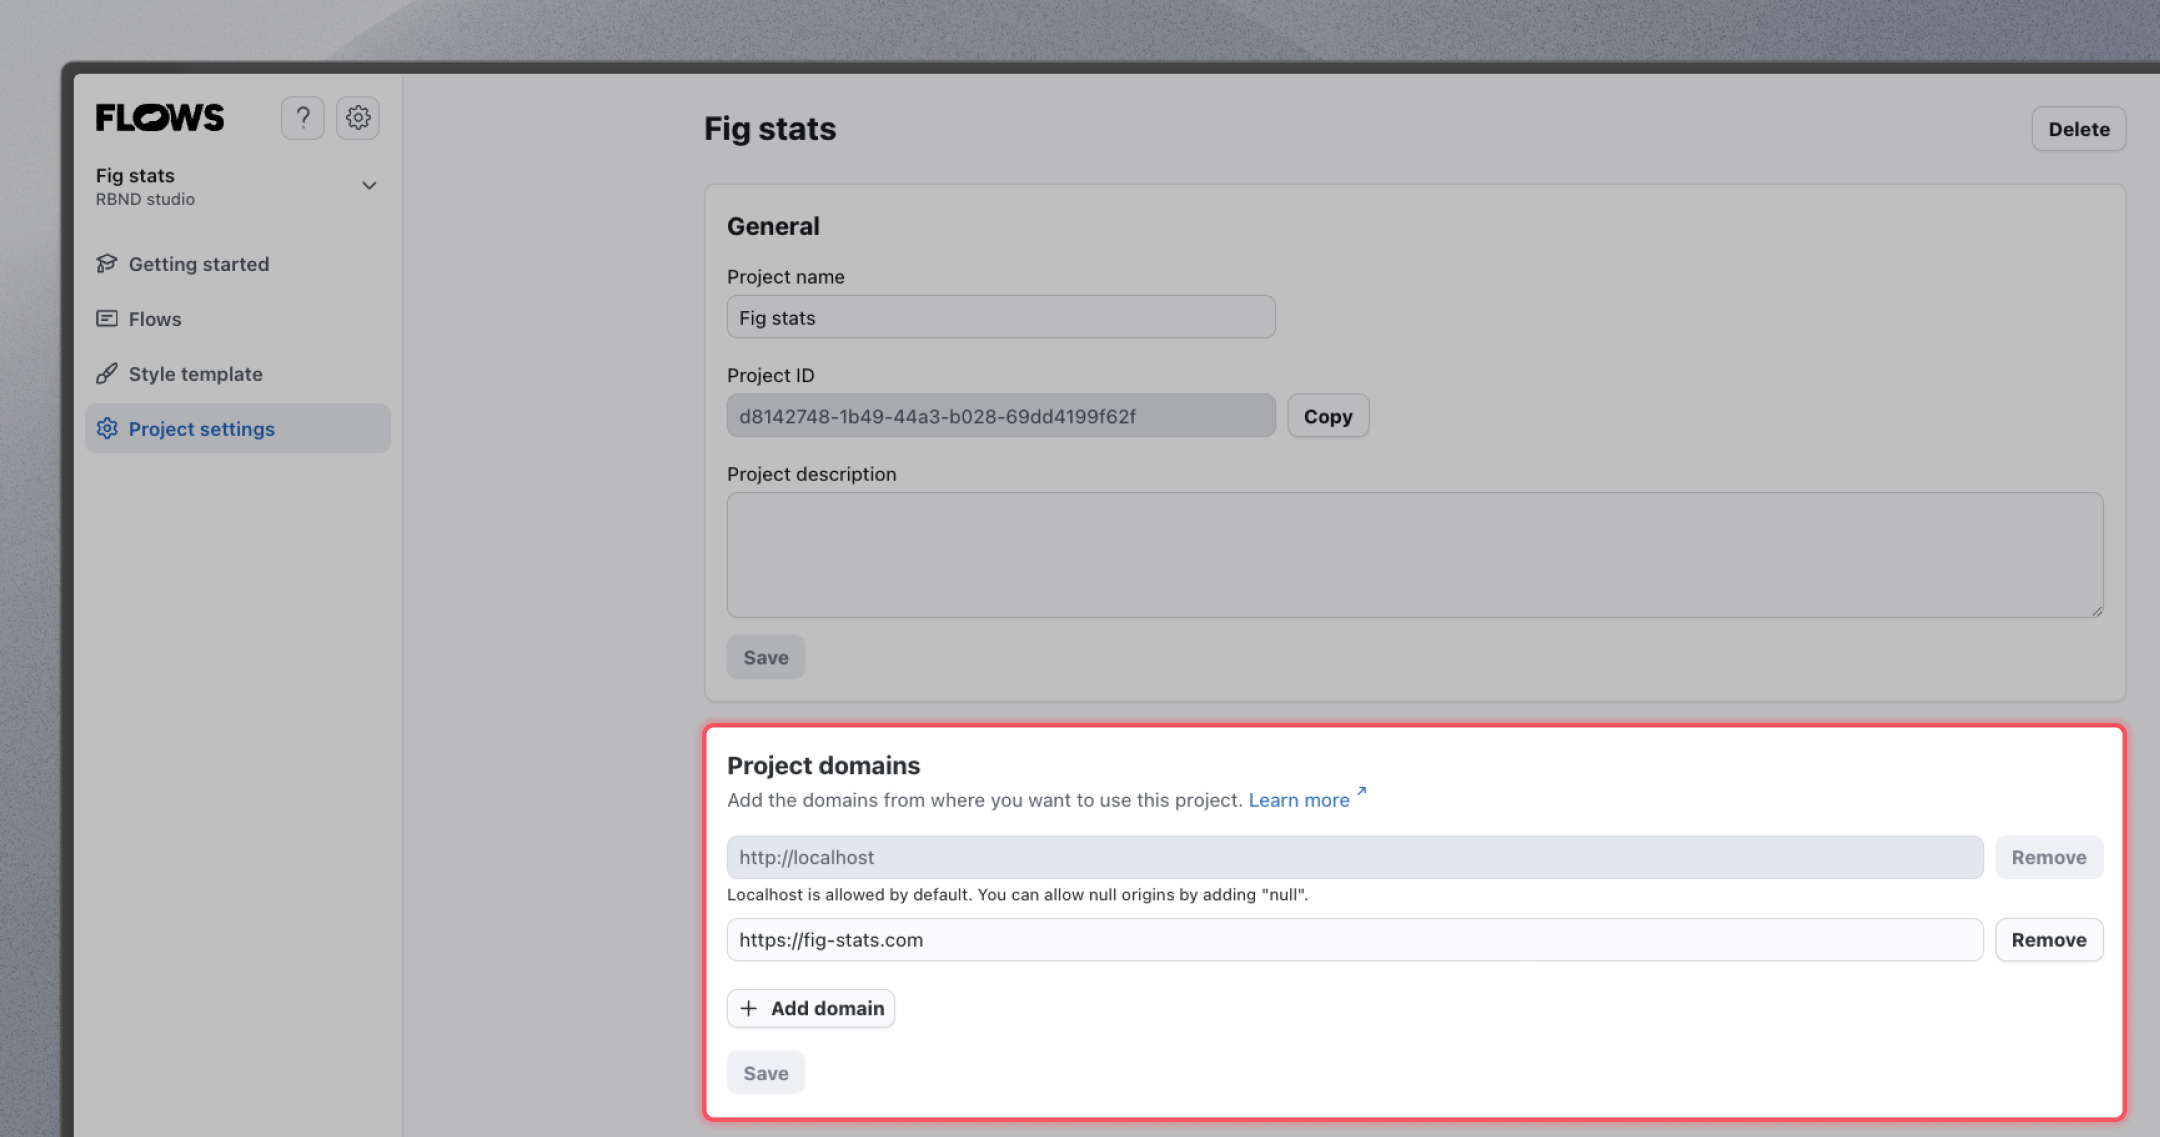 FLOWS
?
Fig stats
RBND studio
Getting started
Flows
Style template
Project settings
Fig stats
Delete
General
Project name
Fig stats
Project ID
d8142748-1b49-44a3-b028-69dd4199f62f
Copy
Project description
Save
Project domains
Add the domains from where you want to use this project. Learn more
http://localhost
Remove
Localhost is allowed by default. You can allow null origins by adding "null".
https://fig-stats.com
Remove
Add domain
Save